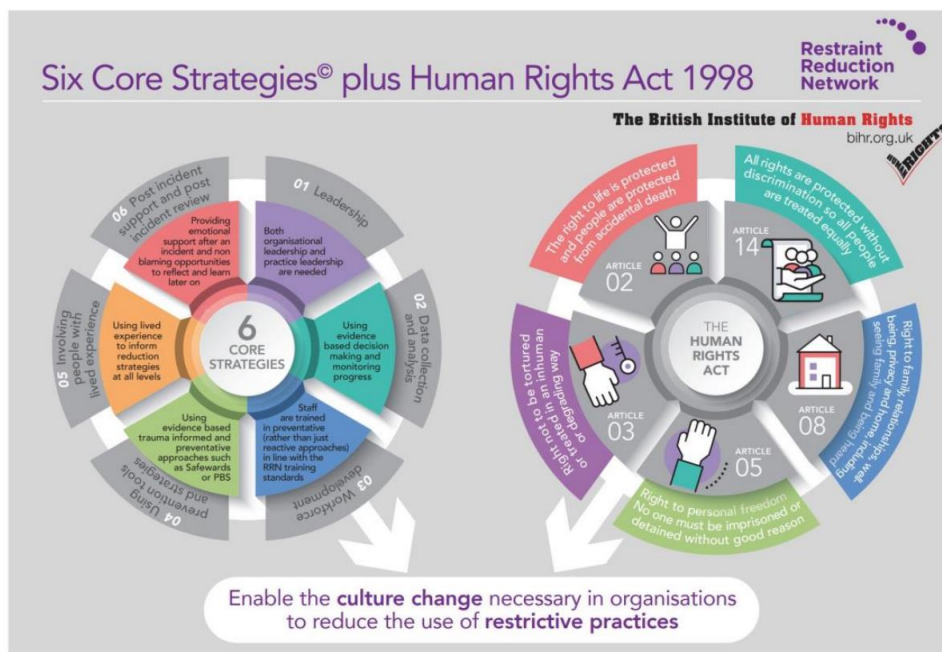 Six Core Strategies© plus Human Rights Act 1998
Restraint
Reduction
Network
The British Institute of Human Rights
bihr.org.uk
HUMAN RIGHTS
01 Leadership
Both
organisational
leadership and
practice leadership
are needed
02 Data collection
and analysis
Using
evidence
based decision
making and
monitoring
progress
03 Workforce
development
Staff
are trained
in preventative
(rather than just
reactive approaches)
in line with the
RRN training
standards
04 Using
prevention tools
and strategies
Using
evidence based
trauma informed and
preventative
approaches such
as Safewards
or PBS
05 Involving
people with
lived experience
Using lived
experience
to inform
reduction
strategies
at all levels
06 Post incident
support and post
incident review
Providing
emotional
support after an
incident and non
blaming opportunities
to reflect and learn
later on
6
CORE
STRATEGIES
The right to life is protected
and people are protected
from accidental death
ARTICLE
02
All rights are protected without
discrimination so all people
are treated equally
ARTICLE
14
Right to family, relationships, well-
being, privacy and home, including
seeing family and being heard
ARTICLE
08
Right to personal freedom
No one must be imprisoned or
detained without good reason
ARTICLE
05
Right not to be tortured
or treated in an inhuman
or degrading way
ARTICLE
03
THE
HUMAN
RIGHTS
ACT
Enable the culture change necessary in organisations
to reduce the use of restrictive practices